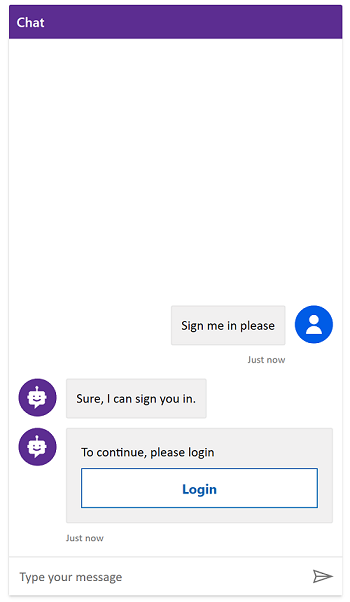 Chat
Sign me in please
Just now
Sure, I can sign you in.
To continue, please login
Login
Just now
Type your message